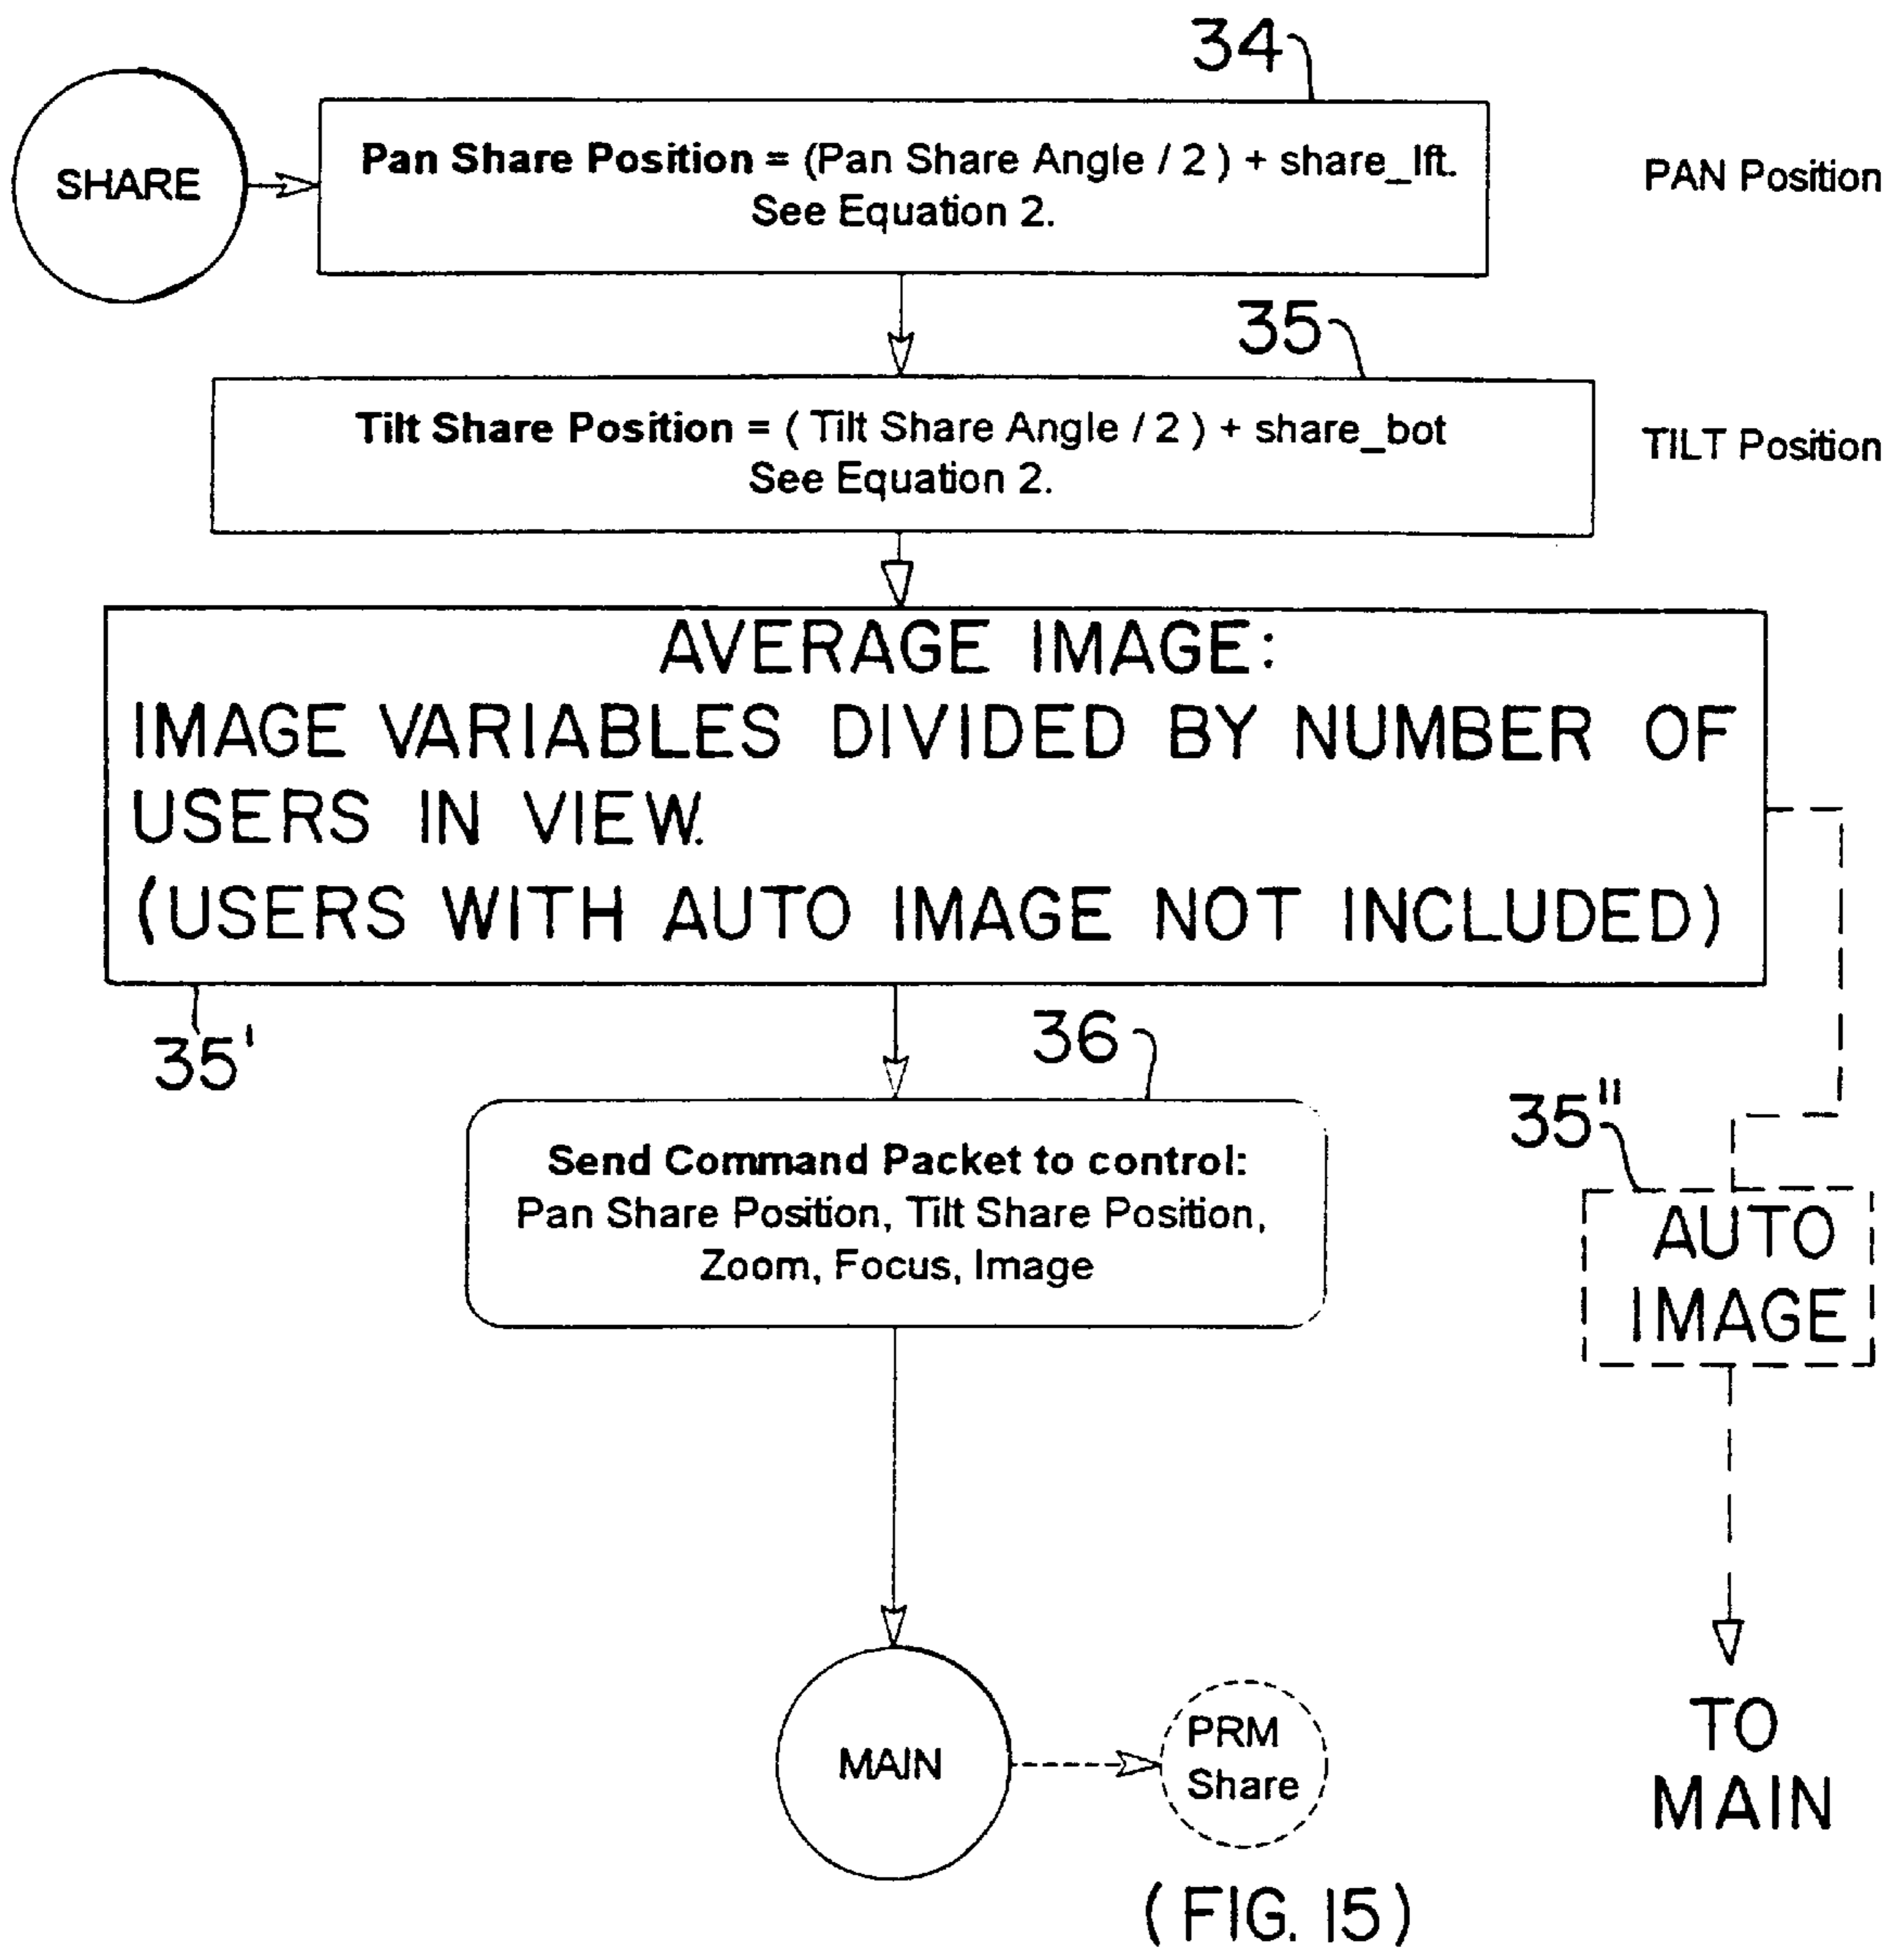 34
SHARE
Pan Share Position = (Pan Share Angle / 2 ) + share_lft.
See Equation 2.
PAN Position
35
Tilt Share Position = ( Tilt Share Angle / 2 ) + share_bot
See Equation 2.
TILT Position
AVERAGE IMAGE:
IMAGE VARIABLES DIVIDED BY NUMBER OF
USERS IN VIEW.
(USERS WITH AUTO IMAGE NOT INCLUDED)
35'
36
Send Command Packet to control:
Pan Share Position, Tilt Share Position,
Zoom, Focus, Image
35"
AUTO
IMAGE
MAIN
PRM
Share
TO
MAIN
(FIG. 15)